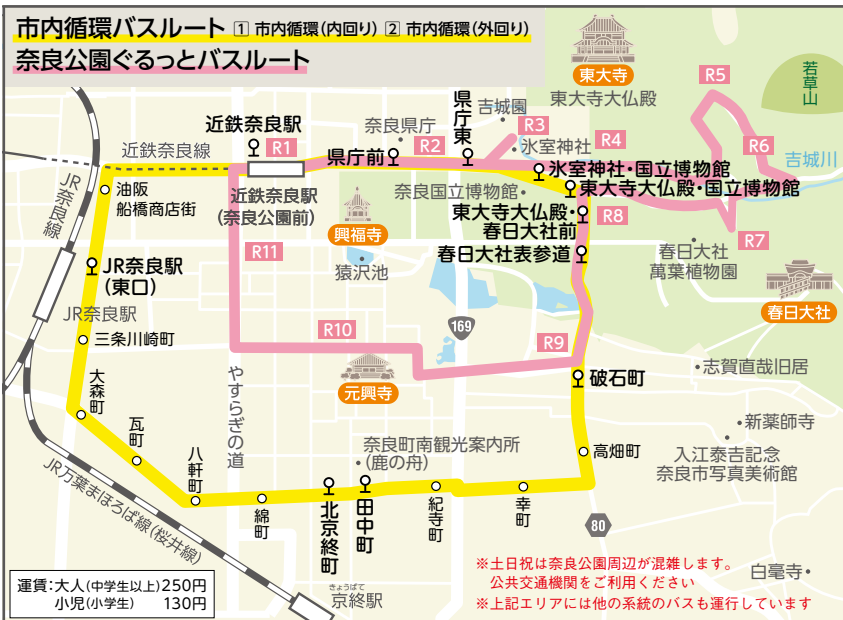 市内循環バスルート 1 市内循環(内回り) 2 市内循環(外回り)
奈良公園ぐるっとバスルート
東大寺
東大寺大仏殿
若草山
R5
吉城園
県庁東
近鉄奈良駅
奈良県庁
R3
R4
R6
近鉄奈良線
R1
県庁前
R2
氷室神社
吉城川
氷室神社・国立博物館
JR奈良線
油阪
船橋商店街
近鉄奈良駅
(奈良公園前)
奈良国立博物館
東大寺大仏殿・国立博物館
東大寺大仏殿・
春日大社前
R8
興福寺
R7
R11
春日大社表参道
春日大社
萬葉植物園
JR奈良駅
(東口)
猿沢池
春日大社
JR奈良駅
R10
169
R9
三条川崎町
元興寺
志賀直哉旧居
破石町
大森町
やすらぎの道
新薬師寺
瓦町
奈良町南観光案内所
(鹿の舟)
高畑町
入江泰吉記念
奈良市写真美術館
八軒町
JR万葉まほろば線(桜井線)
綿町
北京終町
田中町
紀寺町
幸町
80
※土日祝は奈良公園周辺が混雑します。
公共交通機関をご利用ください
白毫寺
※上記エリアには他の系統のバスも運行しています
運賃:大人(中学生以上)250円
小児(小学生) 130円
きょうばて
京終駅